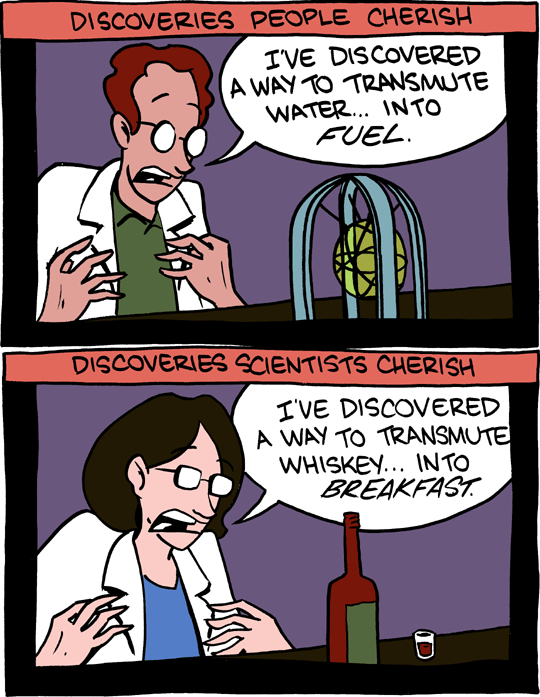 DISCOVERIES PEOPLE CHERISH
I'VE DISCOVERED
A WAY TO TRANSMUTE
WATER... INTO
FUEL.
DISCOVERIES SCIENTISTS CHERISH
I'VE DISCOVERED
A WAY TO TRANSMUTE
WHISKEY... INTO
BREAKFAST.